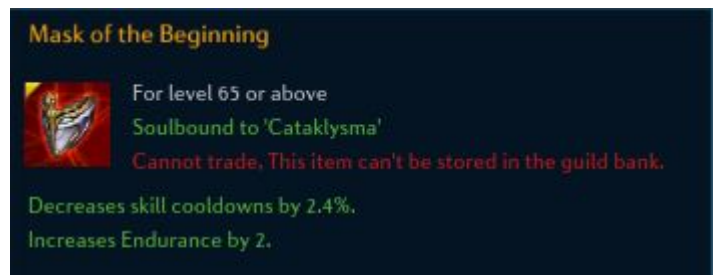 Mask of the Beginning
For level 65 or above
Soulbound to 'Cataklysma'
Cannot trade, This item can't be stored in the guild bank.
Decreases skill cooldowns by 2.4%.
Increases Endurance by 2.